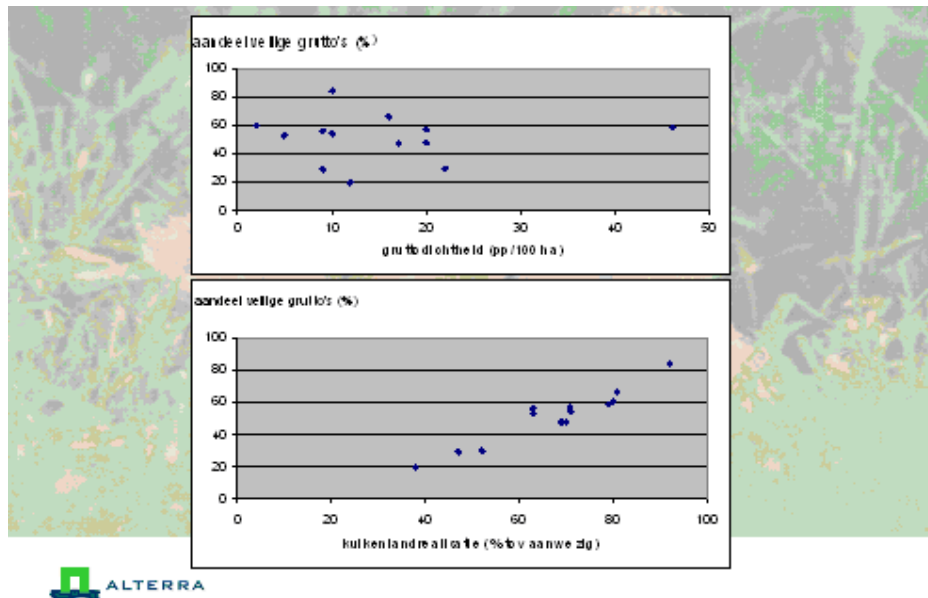 aandeel veilige grutto's (%)
100
80
60
40
20
0
0 10 20 30 40 50
gruttodichtheid (pp/100 ha)
aandeel veilige grutto's (%)
100
80
60
40
20
0
0 20 40 60 80 100
kuikenlandrealisatie (% tov aanwezig)
ALTERRA